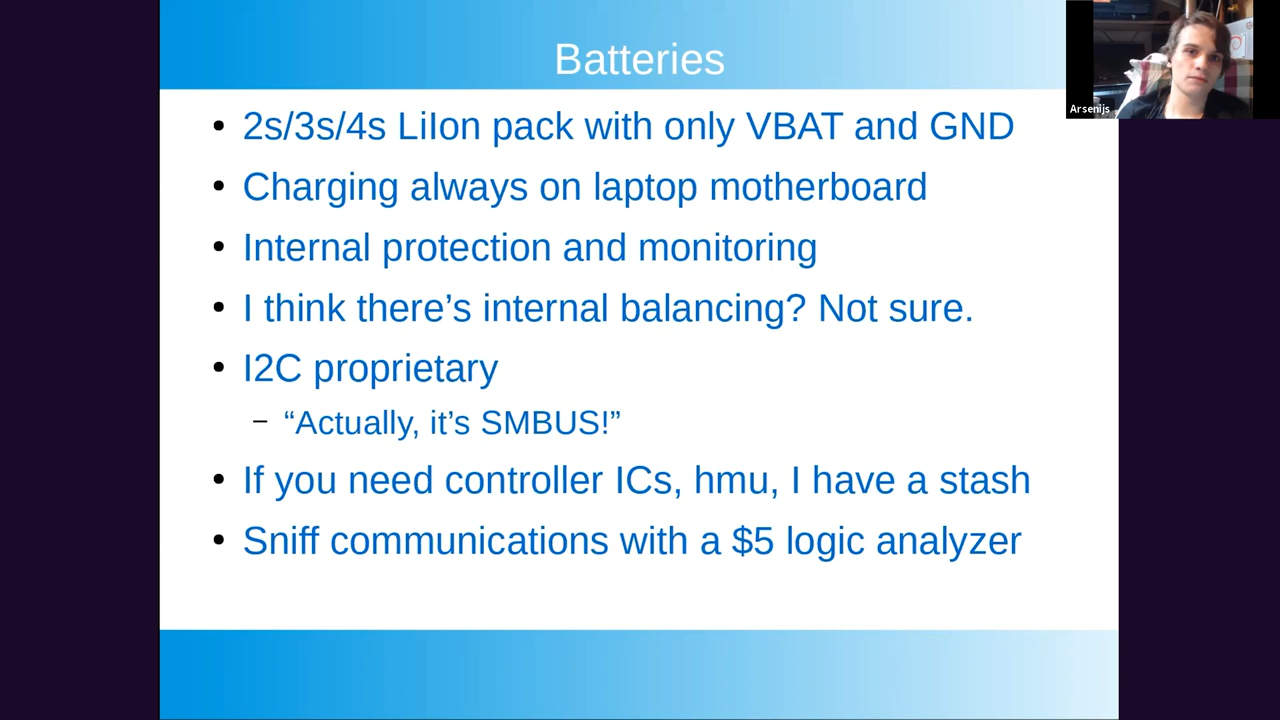 Batteries
Arsenijs
• 2s/3s/4s LiIon pack with only VBAT and GND
• Charging always on laptop motherboard
• Internal protection and monitoring
• I think there’s internal balancing? Not sure.
• I2C proprietary
– “Actually, it’s SMBUS!”
• If you need controller ICs, hmu, I have a stash
• Sniff communications with a $5 logic analyzer